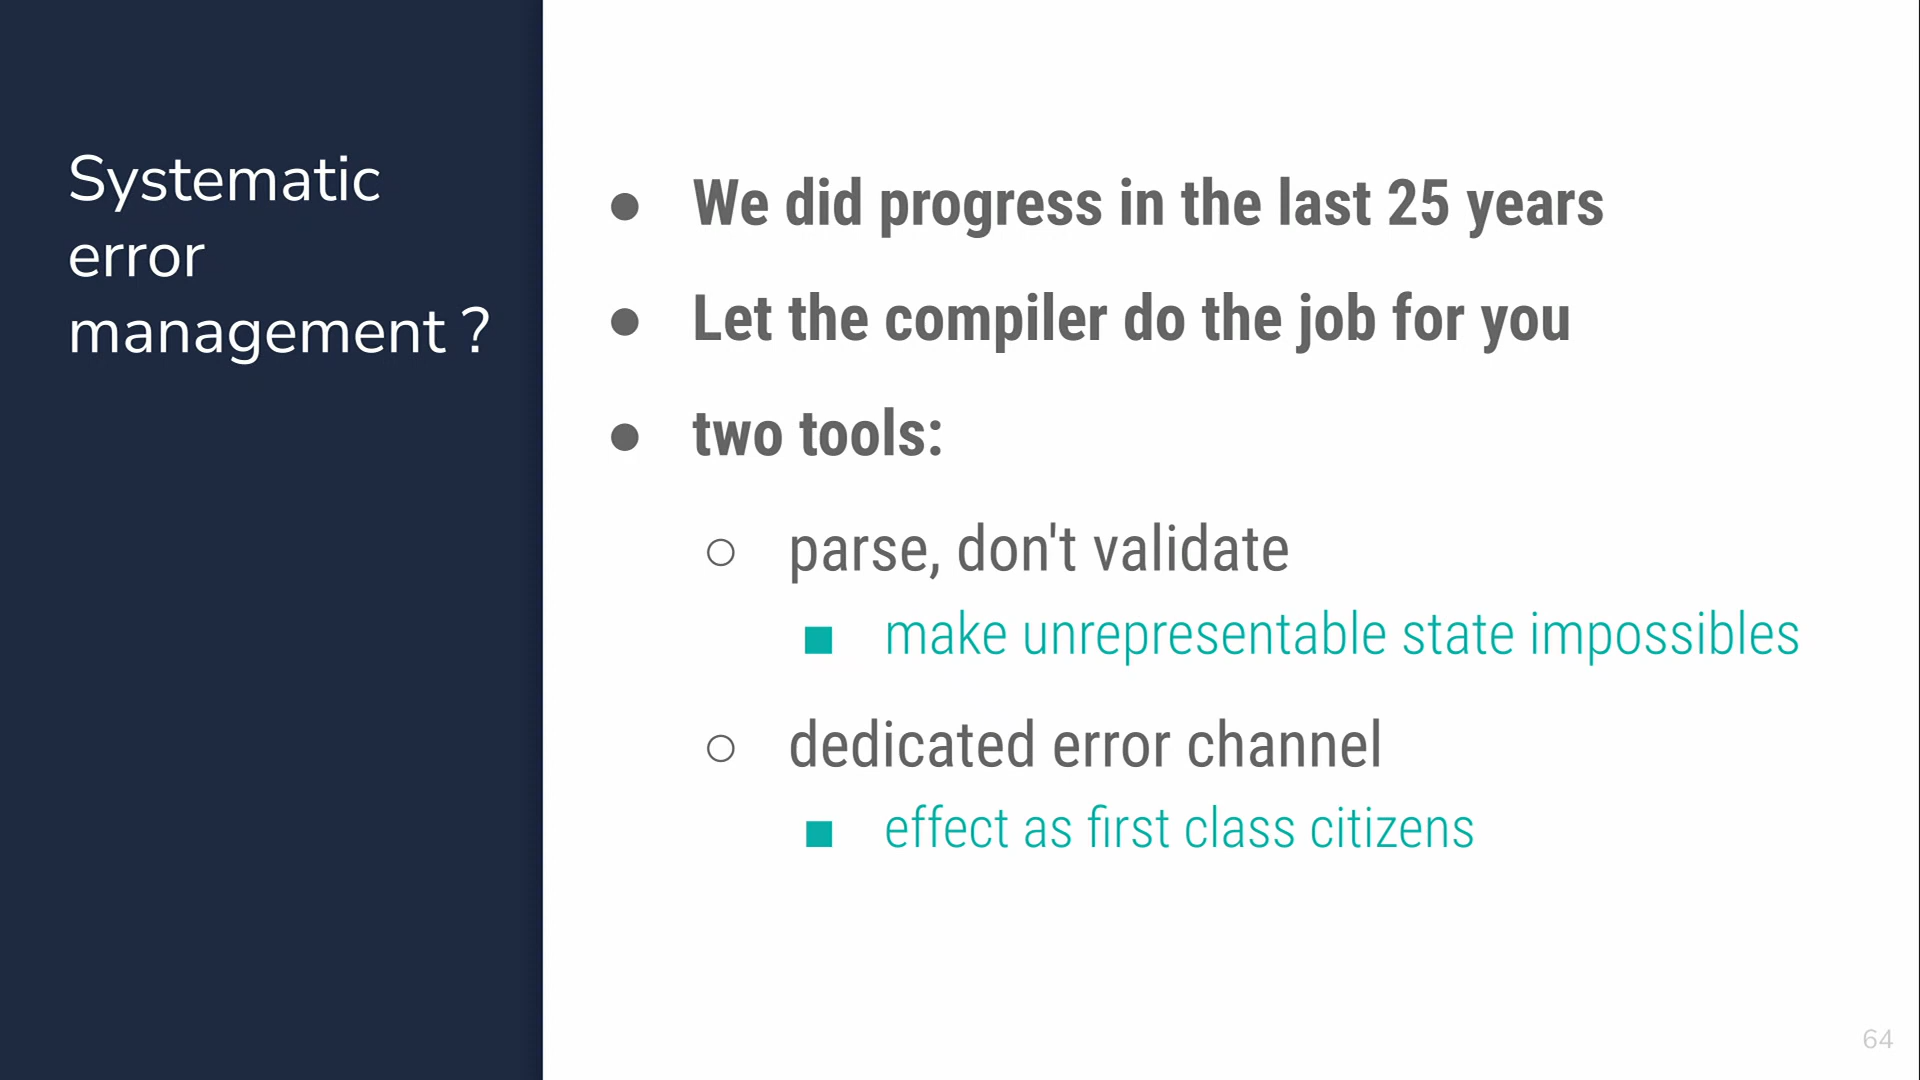 Systematic
error
management ?
● We did progress in the last 25 years
● Let the compiler do the job for you
● two tools:
○ parse, don't validate
■ make unrepresentable state impossibles
○ dedicated error channel
■ effect as first class citizens
64